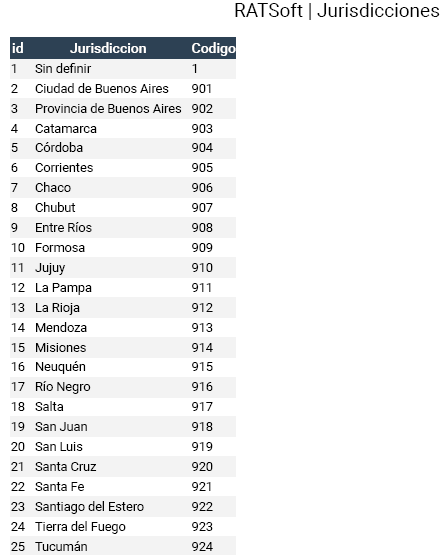 RATSoft | Jurisdicciones
id Jurisdiccion Codigo
1 Sin definir 1
2 Ciudad de Buenos Aires 901
3 Provincia de Buenos Aires 902
4 Catamarca 903
5 Córdoba 904
6 Corrientes 905
7 Chaco 906
8 Chubut 907
9 Entre Ríos 908
10 Formosa 909
11 Jujuy 910
12 La Pampa 911
13 La Rioja 912
14 Mendoza 913
15 Misiones 914
16 Neuquén 915
17 Río Negro 916
18 Salta 917
19 San Juan 918
20 San Luis 919
21 Santa Cruz 920
22 Santa Fe 921
23 Santiago del Estero 922
24 Tierra del Fuego 923
25 Tucumán 924